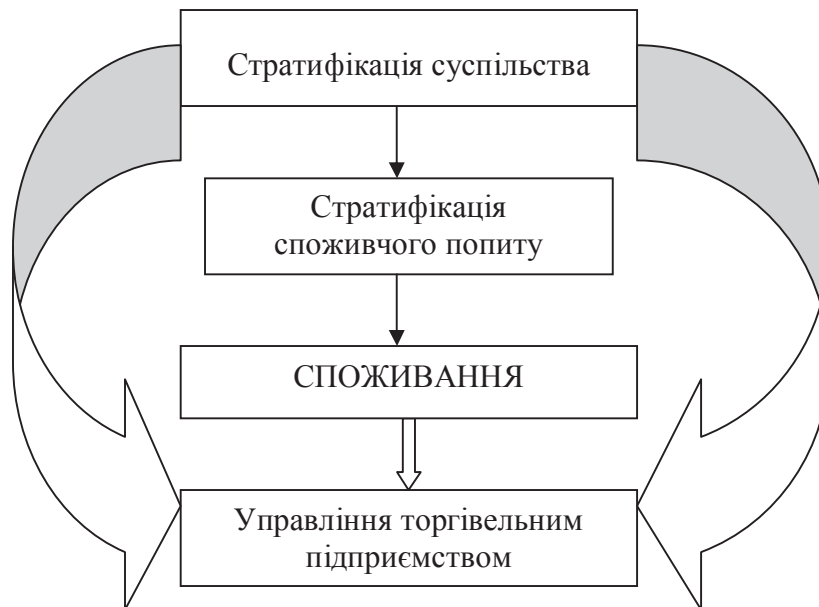 Стратифікація суспільства
Стратифікація
споживчого попиту
СПОЖИВАННЯ
Управління торгівельним
підприємством